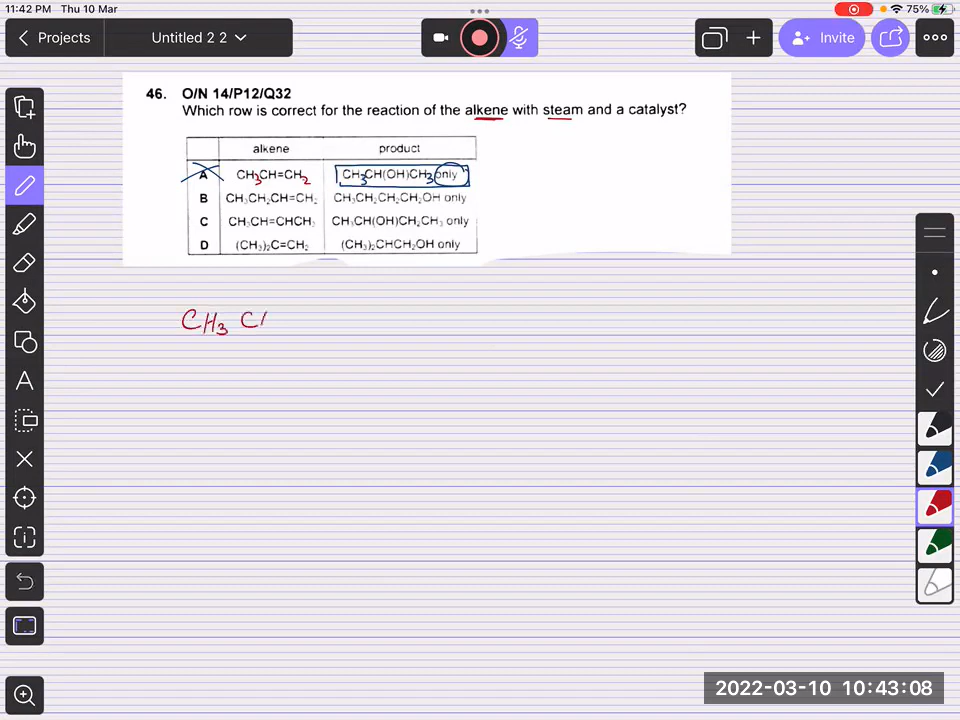 11:42 PM Thu 10 Mar 75%
Projects Untitled 2 2 Invite
46. O/N 14/P12/Q32
Which row is correct for the reaction of the alkene with steam and a catalyst?
alkene product
A CH₃CH=CH₂ CH₃CH(OH)CH₃ only
B CH₃CH₂CH=CH₂ CH₃CH₂CH₂CH₂OH only
C CH₃CH=CHCH₃ CH₃CH(OH)CH₂CH₃ only
D (CH₃)₂C=CH₂ (CH₃)₂CHCH₂OH only
CH₃ C
A
2022-03-10 10:43:08